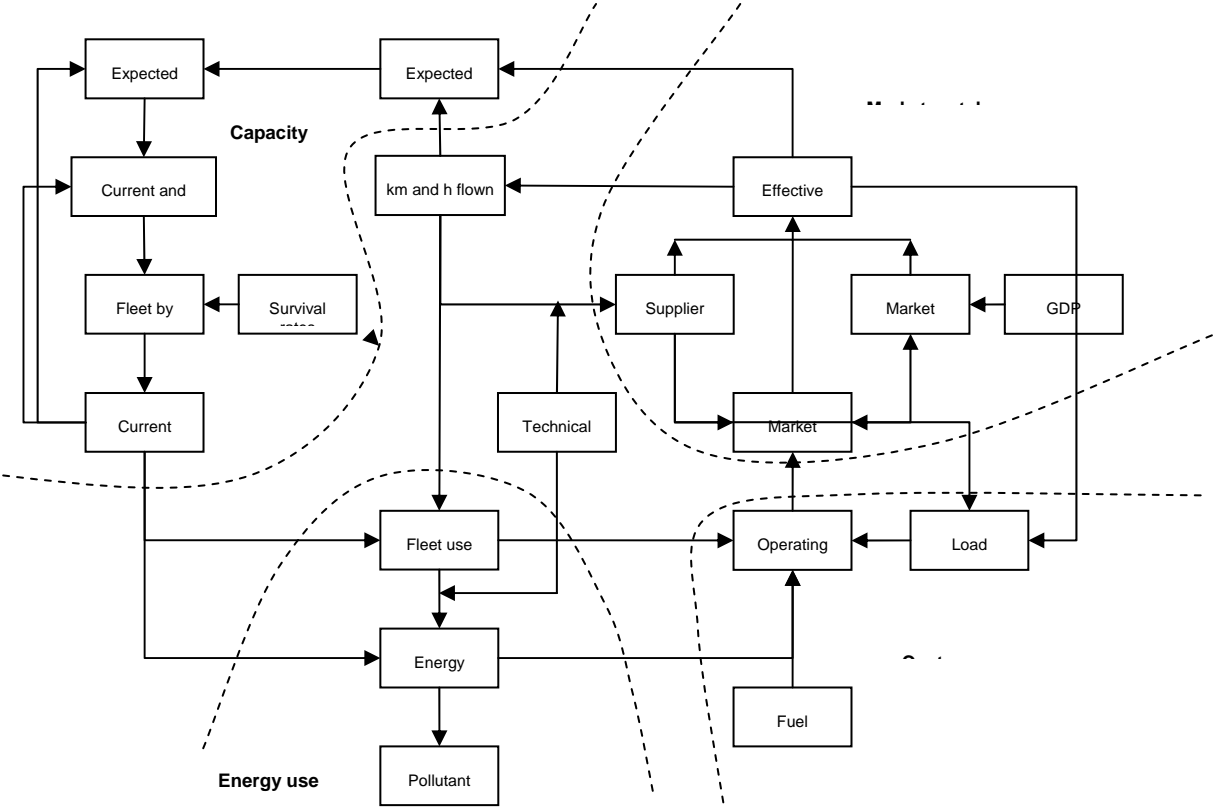 Expected
Expected
Capacity
Current and
km and h flown
Effective
Fleet by
Survival
Supplier
Market
GDP
Current
Technical
Market
Fleet use
Operating
Load
Energy
Fuel
Energy use
Pollutant